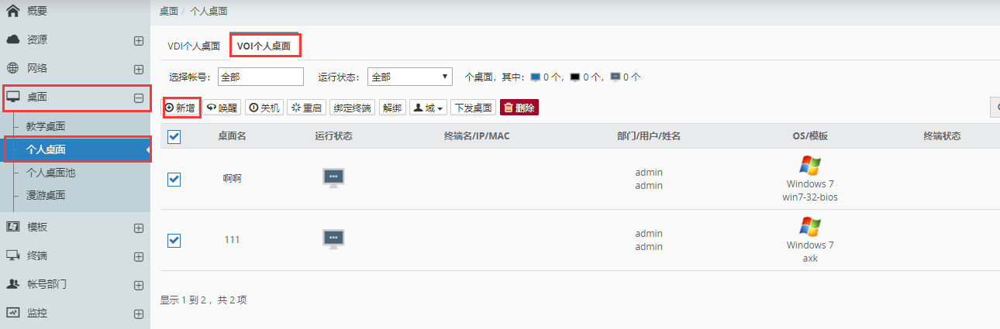 概要
资源
网络
桌面
教学桌面
个人桌面
个人桌面池
漫游桌面
模板
终端
帐号部门
监控
桌面 / 个人桌面
VDI个人桌面 VOI个人桌面
选择帐号: 全部 运行状态: 全部 个桌面，其中: 0 个， 0 个， 0 个
新增 唤醒 关机 重启 绑定终端 解绑 域 下发桌面 删除
桌面名 运行状态 终端名/IP/MAC 部门/用户/姓名 OS/模板 终端状态
啊啊 admin admin Windows 7 win7-32-bios
111 admin admin Windows 7 axk
显示 1 到 2 ，共 2 项